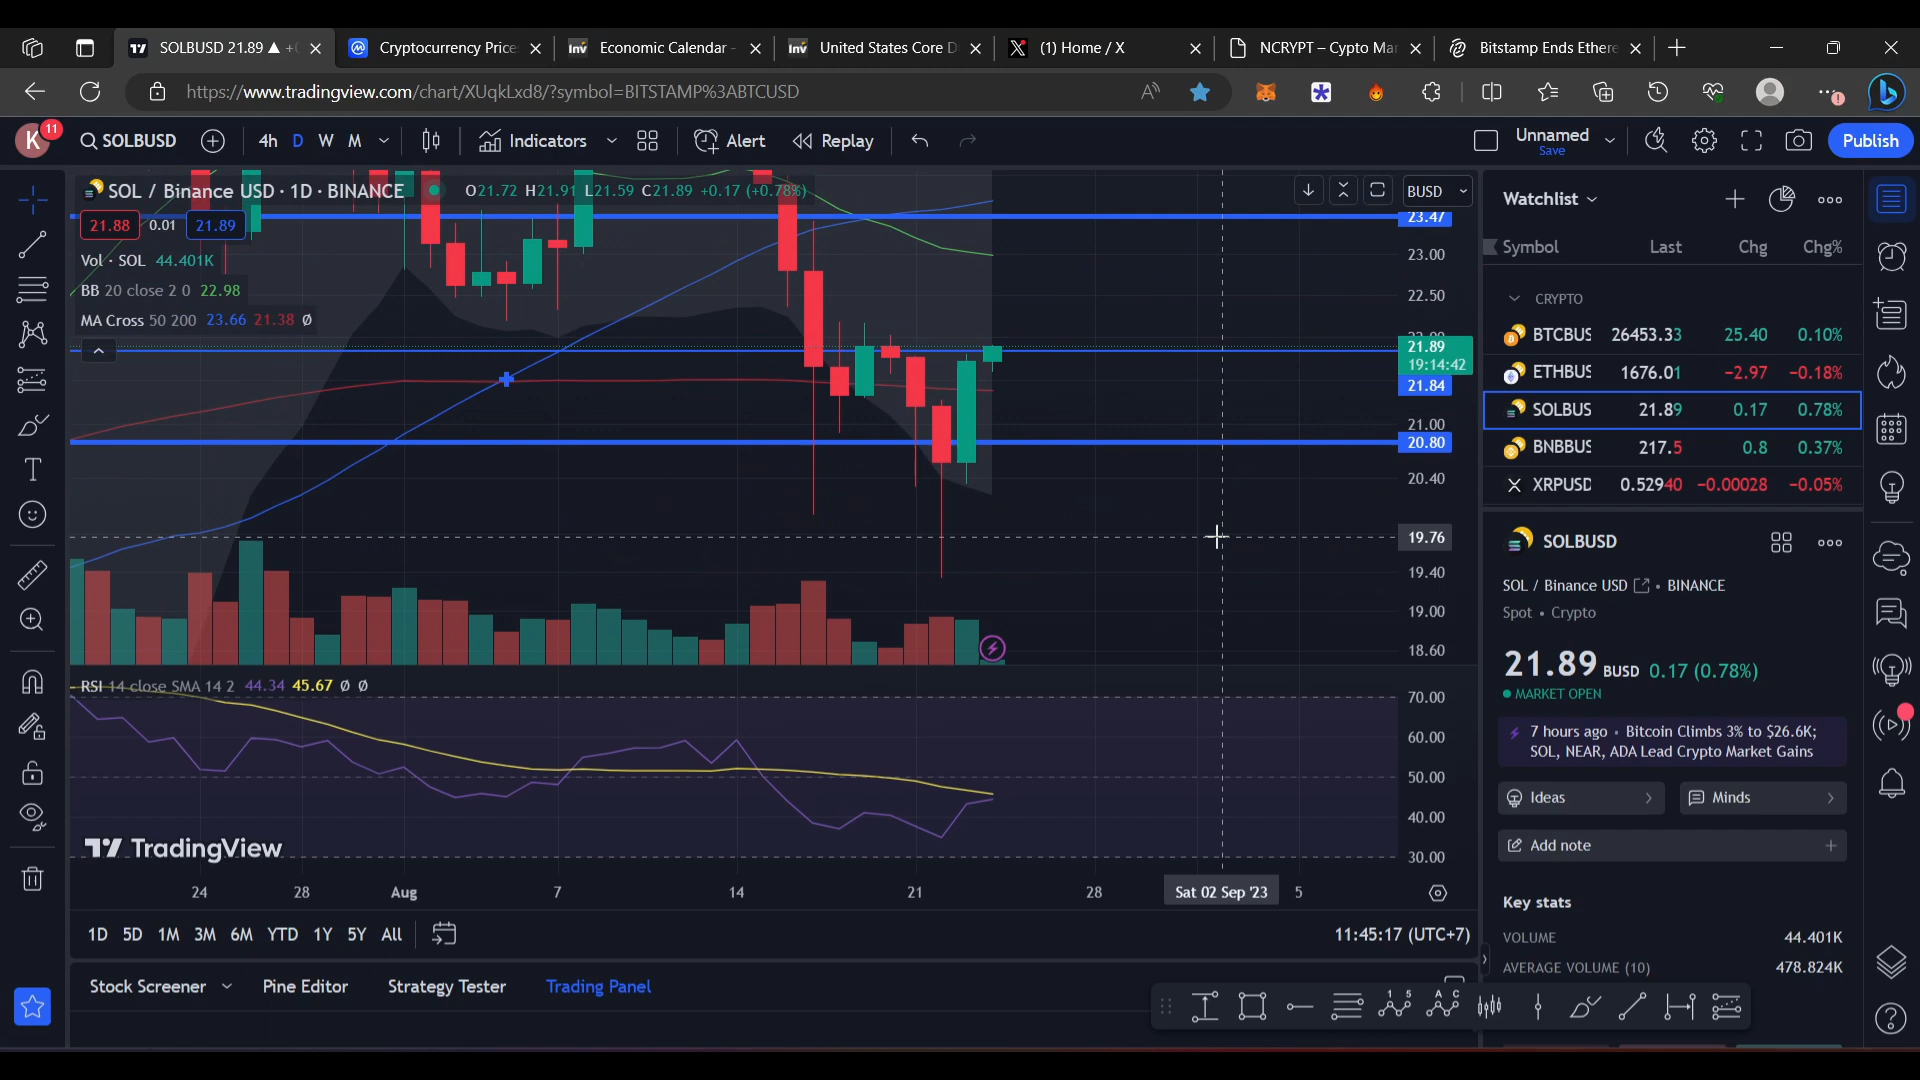 SOLBUSD 21.89 ▲ +0
Cryptocurrency Price
Economic Calendar -
United States Core D
(1) Home / X
NCRYPT – Cypto Mar
Bitstamp Ends Ethere
https://www.tradingview.com/chart/XUqkLxd8/?symbol=BITSTAMP%3ABTCUSD
K
11
SOLBUSD
4h
D
W
M
Indicators
Alert
Replay
Unnamed
Save
Publish
SOL / Binance USD · 1D · BINANCE
O21.72 H21.91 L21.59 C21.89 +0.17 (+0.78%)
BUSD
21.88
0.01
21.89
Vol · SOL 44.401K
BB 20 close 2 0 22.98
MA Cross 50 200 23.66 21.38 Ø
23.47
23.00
22.50
21.89
19:14:42
21.84
21.00
20.80
20.40
19.76
19.40
19.00
18.60
RSI 14 close SMA 14 2 44.34 45.67 Ø Ø
70.00
60.00
50.00
40.00
30.00
TradingView
24
28
Aug
7
14
21
28
Sat 02 Sep '23
5
1D 5D 1M 3M 6M YTD 1Y 5Y All
11:45:17 (UTC+7)
Stock Screener
Pine Editor
Strategy Tester
Trading Panel
Watchlist
Symbol Last Chg Chg%
CRYPTO
BTCBUS 26453.33 25.40 0.10%
ETHBUS 1676.01 −2.97 −0.18%
SOLBUS 21.89 0.17 0.78%
BNBBUS 217.5 0.8 0.37%
XRPUSD 0.52940 −0.00028 −0.05%
SOLBUSD
SOL / Binance USD • BINANCE
Spot • Crypto
21.89 BUSD 0.17 (0.78%)
MARKET OPEN
7 hours ago • Bitcoin Climbs 3% to $26.6K;
SOL, NEAR, ADA Lead Crypto Market Gains
Ideas
Minds
Add note
Key stats
VOLUME 44.401K
AVERAGE VOLUME (10) 478.824K